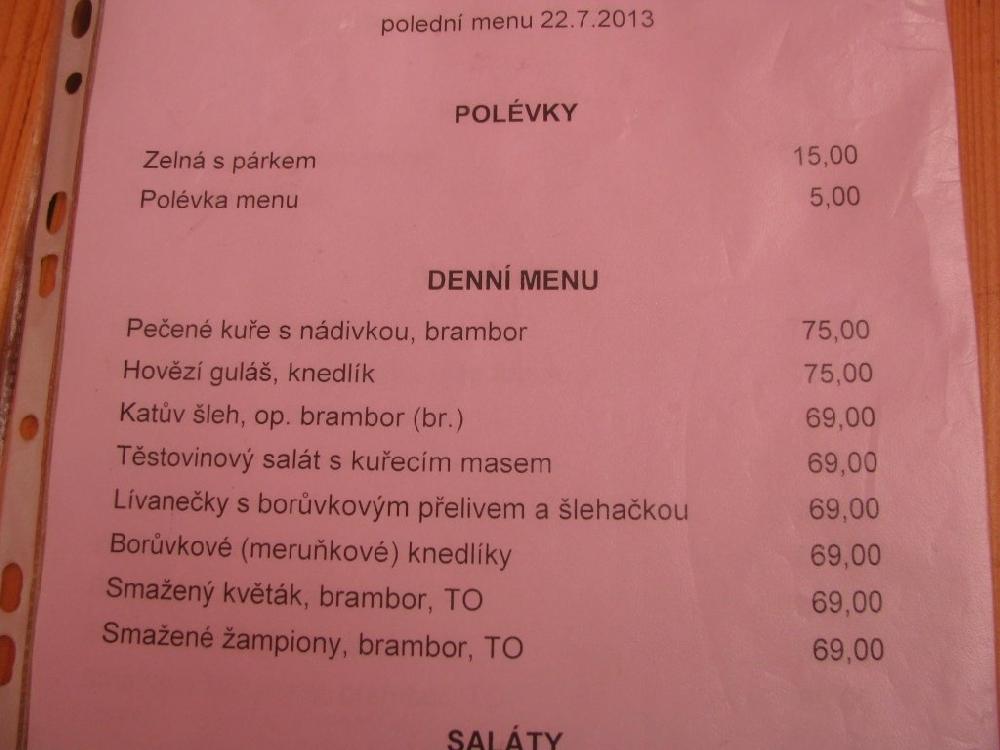 polední menu 22.7.2013
POLÉVKY
Zelná s párkem 15,00
Polévka menu 5,00
DENNÍ MENU
Pečené kuře s nádivkou, brambor 75,00
Hovězí guláš, knedlík 75,00
Katův šleh, op. brambor (br.) 69,00
Těstovinový salát s kuřecím masem 69,00
Lívanečky s borůvkovým přelivem a šlehačkou 69,00
Borůvkové (meruňkové) knedlíky 69,00
Smažený květák, brambor, TO 69,00
Smažené žampiony, brambor, TO 69,00
SALÁTY